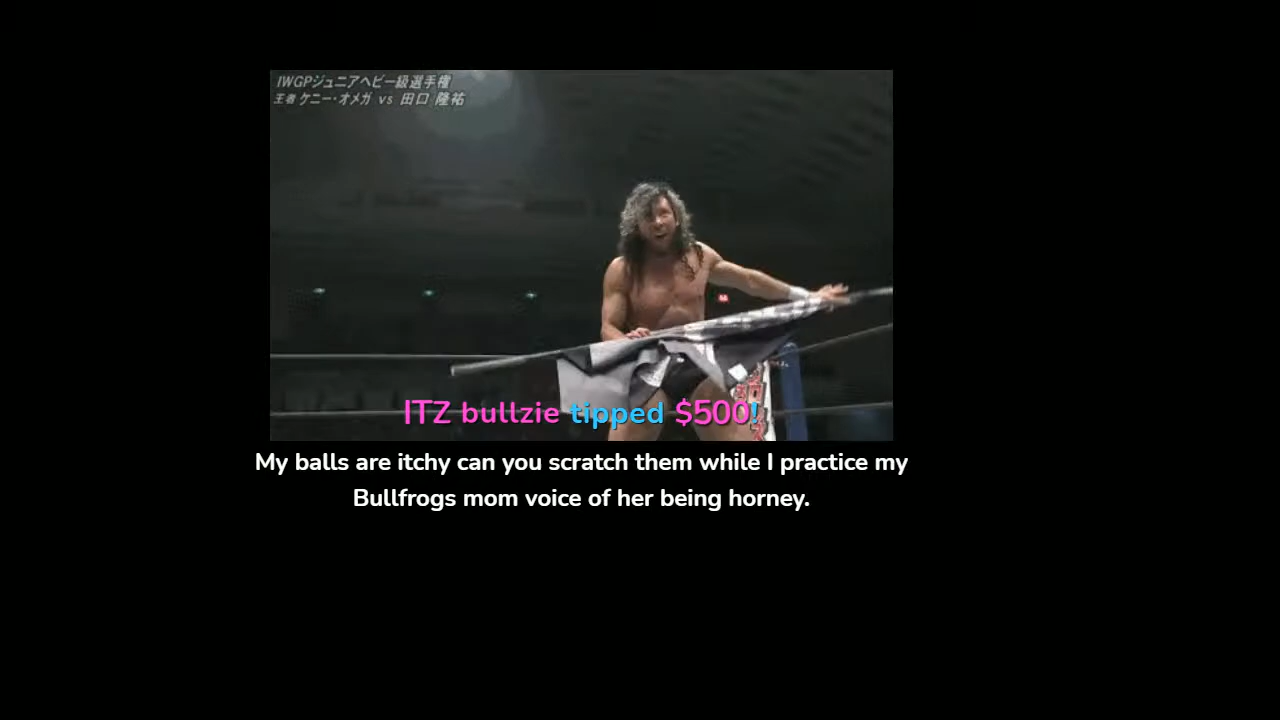 IWGPジュニアヘビー級選手権
王者 ケニー・オメガ vs 田口 隆祐
ITZ bullzie tipped $500!
My balls are itchy can you scratch them while I practice my
Bullfrogs mom voice of her being horney.